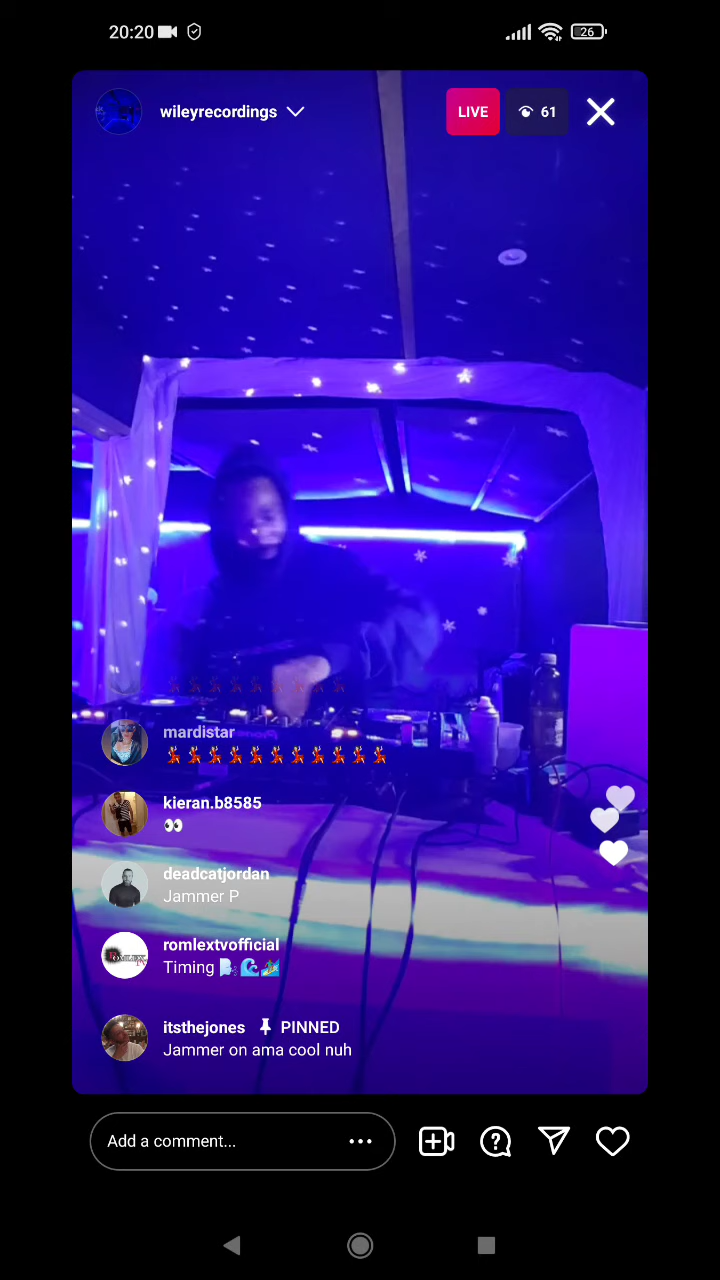 20:20
26
wileyrecordings
LIVE
61
💃💃💃💃💃💃💃💃💃
mardistar
💃💃💃💃💃💃💃💃💃💃💃
kieran.b8585
👀
deadcatjordan
Jammer P
romlextvofficial
Timing 🌬️🌊🏄
itsthejones 📌 PINNED
Jammer on ama cool nuh
Add a comment...